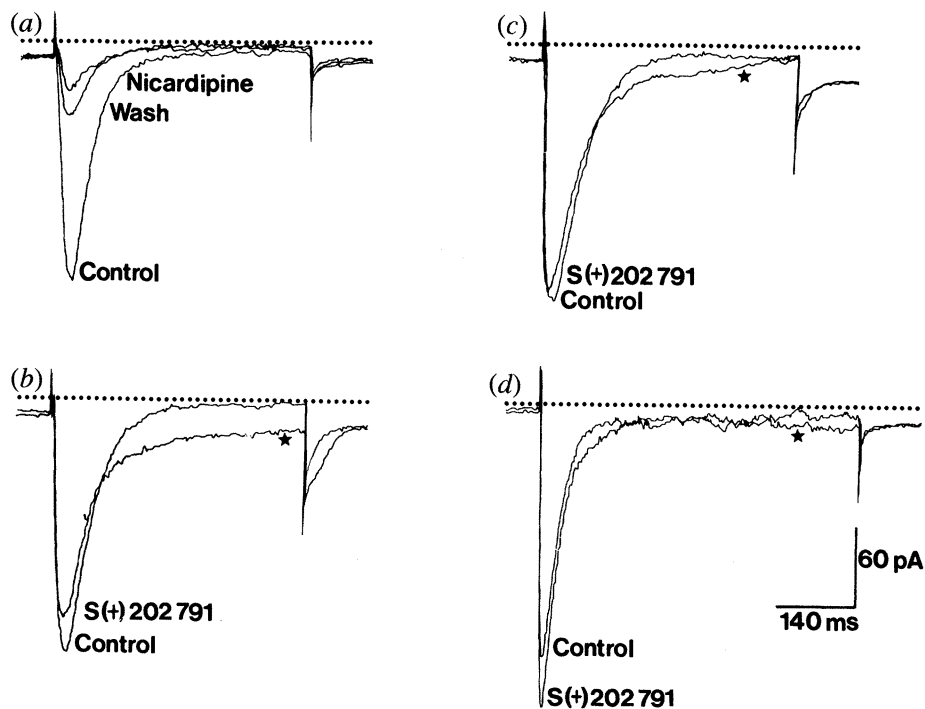 (a)
Nicardipine
Wash
Control
(b)
S(+) 202 791
Control
(c)
S(+)202 791
Control
(d)
60 pA
140 ms
Control
S(+)202 791